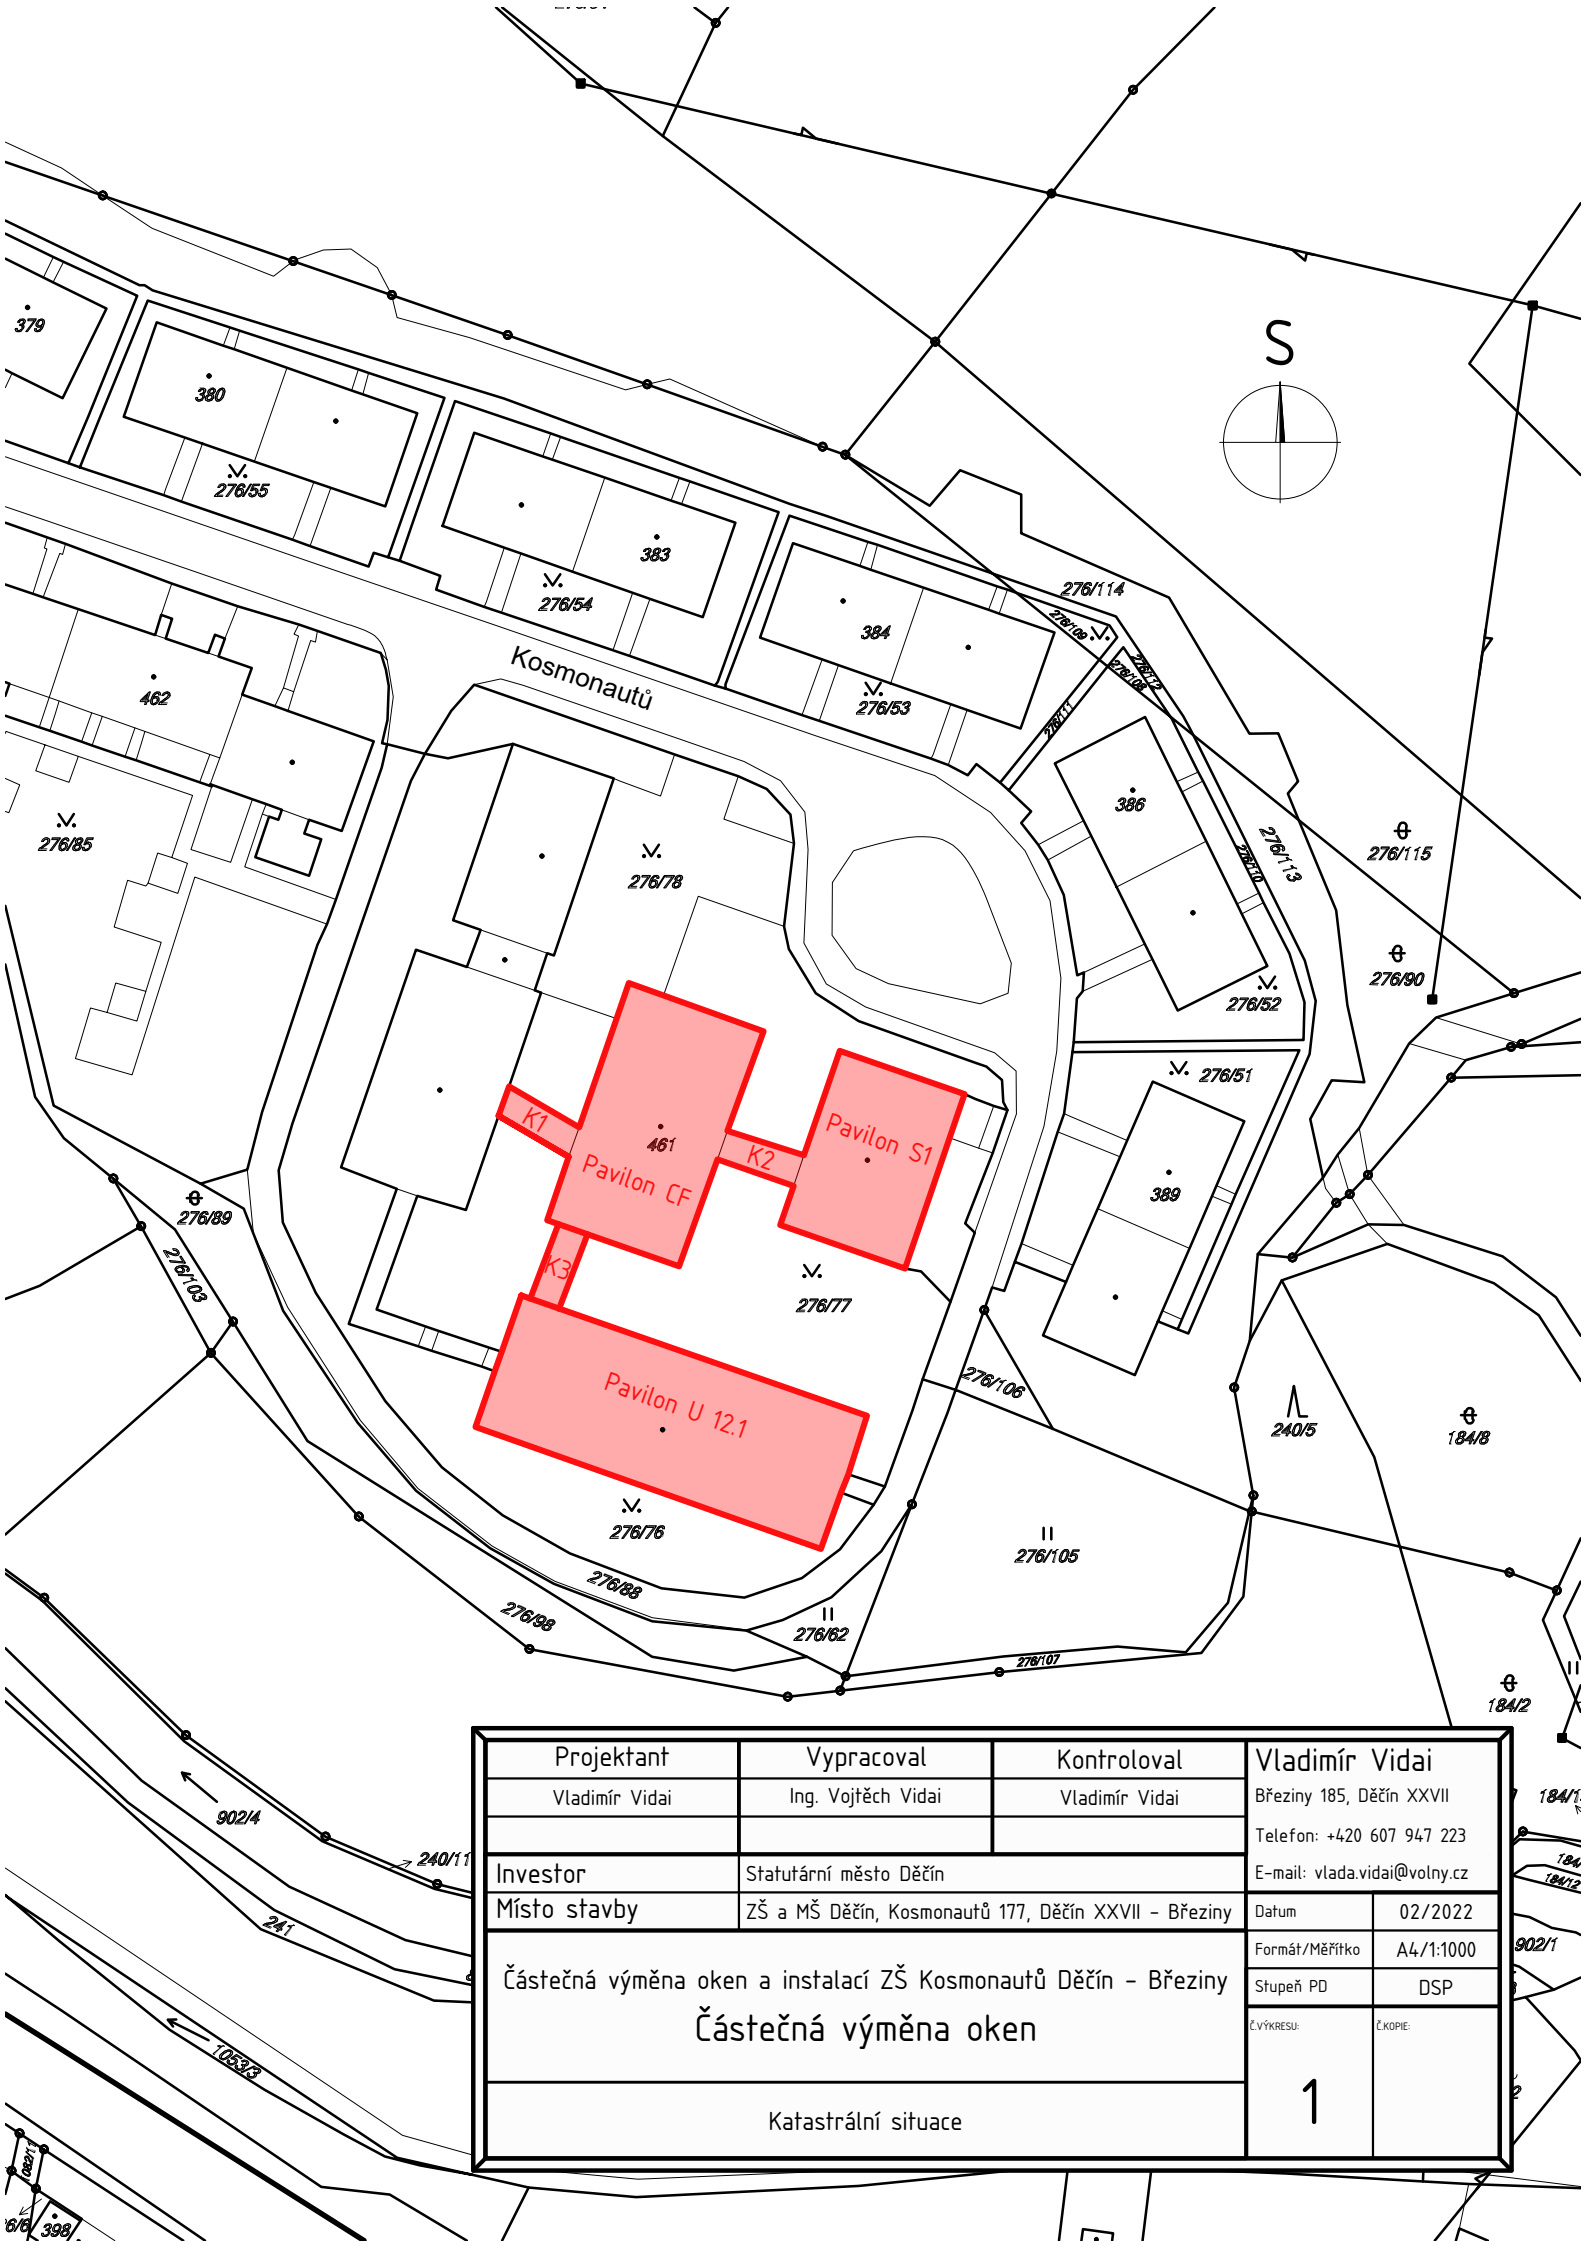 S
379
380
276/55
383
276/54
384
276/53
276/114
276/109
276/112
276/108
276/111
Kosmonautů
462
276/85
276/78
386
276/110
276/113
276/115
276/90
276/52
276/51
389
K1
461
Pavilon CF
K2
Pavilon S1
K3
276/77
276/89
276/103
Pavilon U 12.1
276/106
240/5
184/8
276/76
276/105
276/88
276/98
276/62
276/107
184/2
902/4
240/11
241
1053/3
902/1
398
Projektant
Vypracoval
Kontroloval
Vladimír Vidai
Ing. Vojtěch Vidai
Vladimír Vidai
Vladimír Vidai
Březiny 185, Děčín XXVII
Telefon: +420 607 947 223
E-mail: vlada.vidai@volny.cz
Investor
Statutární město Děčín
Místo stavby
ZŠ a MŠ Děčín, Kosmonautů 177, Děčín XXVII - Březiny
Datum
02/2022
Formát/Měřítko
A4/1:1000
Stupeň PD
DSP
Částečná výměna oken a instalací ZŠ Kosmonautů Děčín - Březiny
Částečná výměna oken
Katastrální situace
Č.VÝKRESU:
1
Č.KOPIE: